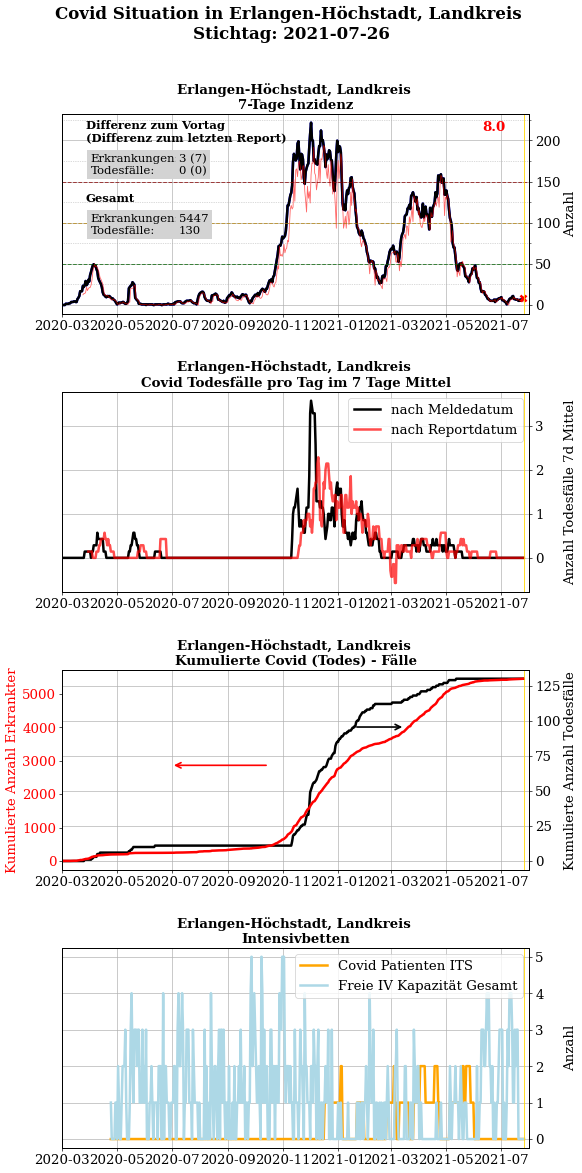 Covid Situation in Erlangen-Höchstadt, Landkreis
Stichtag: 2021-07-26
Erlangen-Höchstadt, Landkreis
7-Tage Inzidenz
Differenz zum Vortag
(Differenz zum letzten Report)
Erkrankungen 3 (7)
Todesfälle: 0 (0)
Gesamt
Erkrankungen 5447
Todesfälle: 130
8.0
200
150
100
50
0
Anzahl
2020-03 2020-05 2020-07 2020-09 2020-11 2021-01 2021-03 2021-05 2021-07
Erlangen-Höchstadt, Landkreis
Covid Todesfälle pro Tag im 7 Tage Mittel
nach Meldedatum
nach Reportdatum
3
2
1
0
Anzahl Todesfälle 7d Mittel
2020-03 2020-05 2020-07 2020-09 2020-11 2021-01 2021-03 2021-05 2021-07
Erlangen-Höchstadt, Landkreis
Kumulierte Covid (Todes) - Fälle
Kumulierte Anzahl Erkrankter
5000
4000
3000
2000
1000
0
125
100
75
50
25
0
Kumulierte Anzahl Todesfälle
2020-03 2020-05 2020-07 2020-09 2020-11 2021-01 2021-03 2021-05 2021-07
Erlangen-Höchstadt, Landkreis
Intensivbetten
Covid Patienten ITS
Freie IV Kapazität Gesamt
5
4
3
2
1
0
Anzahl
2020-03 2020-05 2020-07 2020-09 2020-11 2021-01 2021-03 2021-05 2021-07